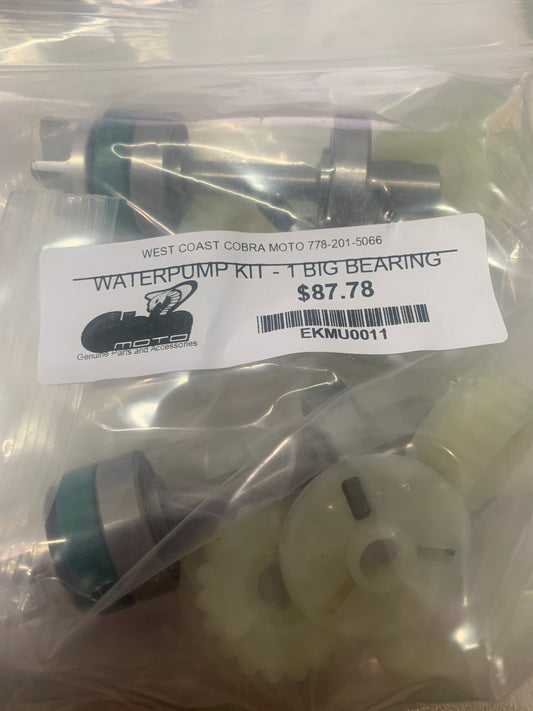 WEST COAST COBRA MOTO 778-201-5066
WATERPUMP KIT - 1 BIG BEARING
$87.78
EKMU0011
MOTO
Genuine Parts and Accessories